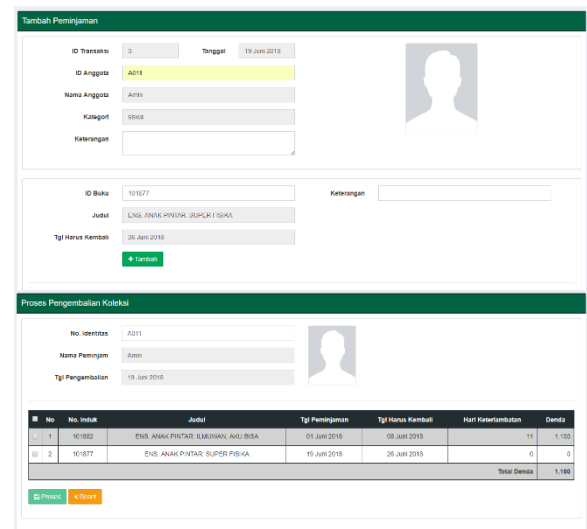 Tambah Peminjaman
ID Transaksi 3 Tanggal 19 Juni 2018
ID Anggota A011
Nama Anggota Amin
Kategori siswa
Keterangan
ID Buku 101877 Keterangan
Judul ENS. ANAK PINTAR: SUPER FISIKA
Tgl Harus Kembali 26 Juni 2018
+ Tambah
Proses Pengembalian Koleksi
No. Identitas A011
Nama Peminjam Amin
Tgl Pengembalian 19 Juni 2018
No No. Induk Judul Tgl Peminjaman Tgl Harus Kembali Hari Keterlambatan Denda
1 101882 ENS. ANAK PINTAR: ILMUWAN, AKU BISA 01 Juni 2018 08 Juni 2018 11 1.100
2 101877 ENS. ANAK PINTAR: SUPER FISIKA 19 Juni 2018 26 Juni 2018 0 0
Total Denda 1.100
Proses Reset